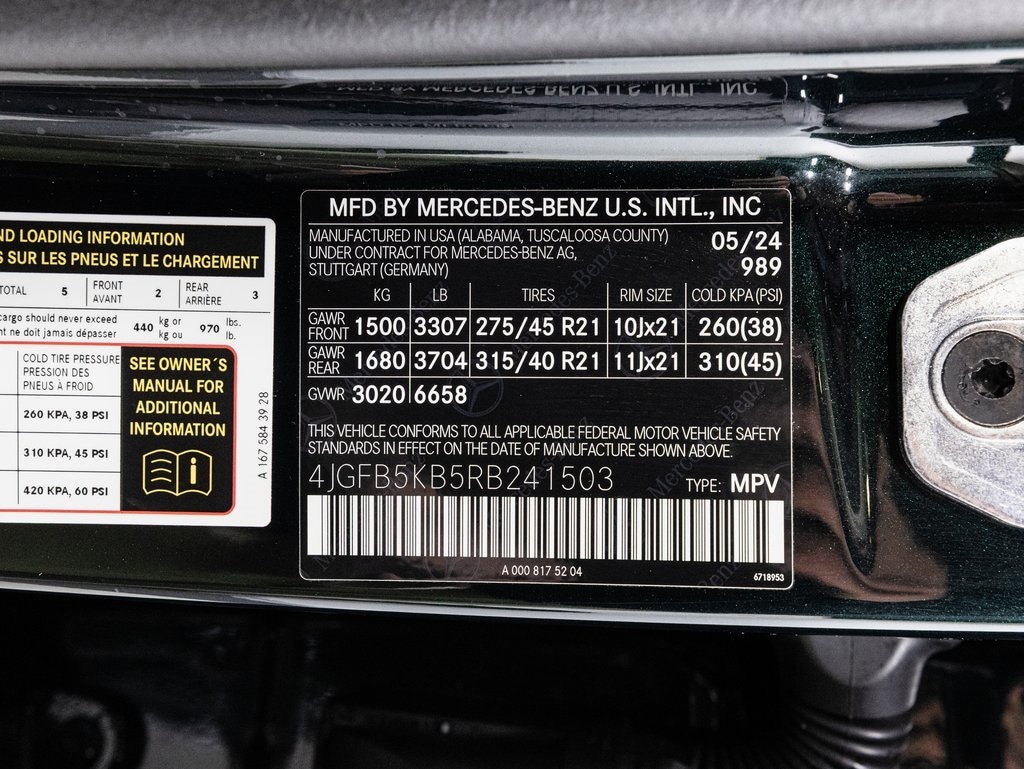 ND LOADING INFORMATION
S SUR LES PNEUS ET LE CHARGEMENT
TOTAL 5 FRONT AVANT 2 REAR ARRIÈRE 3
cargo should never exceed 440 kg or 970 lbs.
nt ne doit jamais dépasser kg ou lb.
COLD TIRE PRESSURE
PRESSION DES
PNEUS À FROID
260 KPA, 38 PSI
310 KPA, 45 PSI
420 KPA, 60 PSI
SEE OWNER´S
MANUAL FOR
ADDITIONAL
INFORMATION
i
A 167 584 39 28
MFD BY MERCEDES-BENZ U.S. INTL., INC
MANUFACTURED IN USA (ALABAMA, TUSCALOOSA COUNTY)
UNDER CONTRACT FOR MERCEDES-BENZ AG,
STUTTGART (GERMANY)
05/24
989
KG LB TIRES RIM SIZE COLD KPA (PSI)
GAWR FRONT 1500 3307 275/45 R21 10Jx21 260(38)
GAWR REAR 1680 3704 315/40 R21 11Jx21 310(45)
GVWR 3020 6658
THIS VEHICLE CONFORMS TO ALL APPLICABLE FEDERAL MOTOR VEHICLE SAFETY
STANDARDS IN EFFECT ON THE DATE OF MANUFACTURE SHOWN ABOVE.
4JGFB5KB5RB241503 TYPE: MPV
A 000 817 52 04
6718953